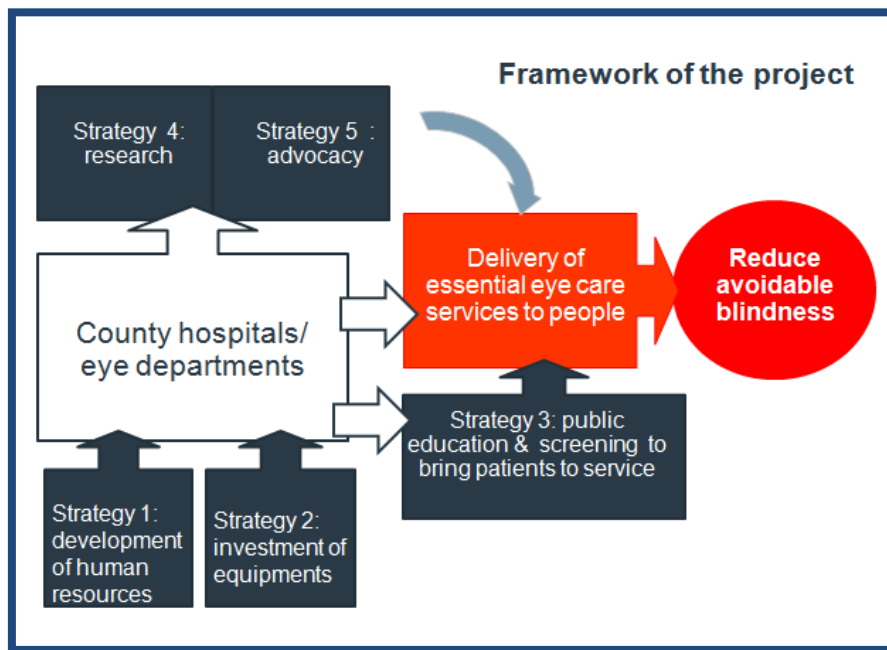 Framework of the project
Strategy 4:
research
Strategy 5 :
advocacy
Delivery of
essential eye care
services to people
Reduce
avoidable
blindness
County hospitals/
eye departments
Strategy 3: public
education & screening to
bring patients to service
Strategy 1:
development
of human
resources
Strategy 2:
investment of
equipments